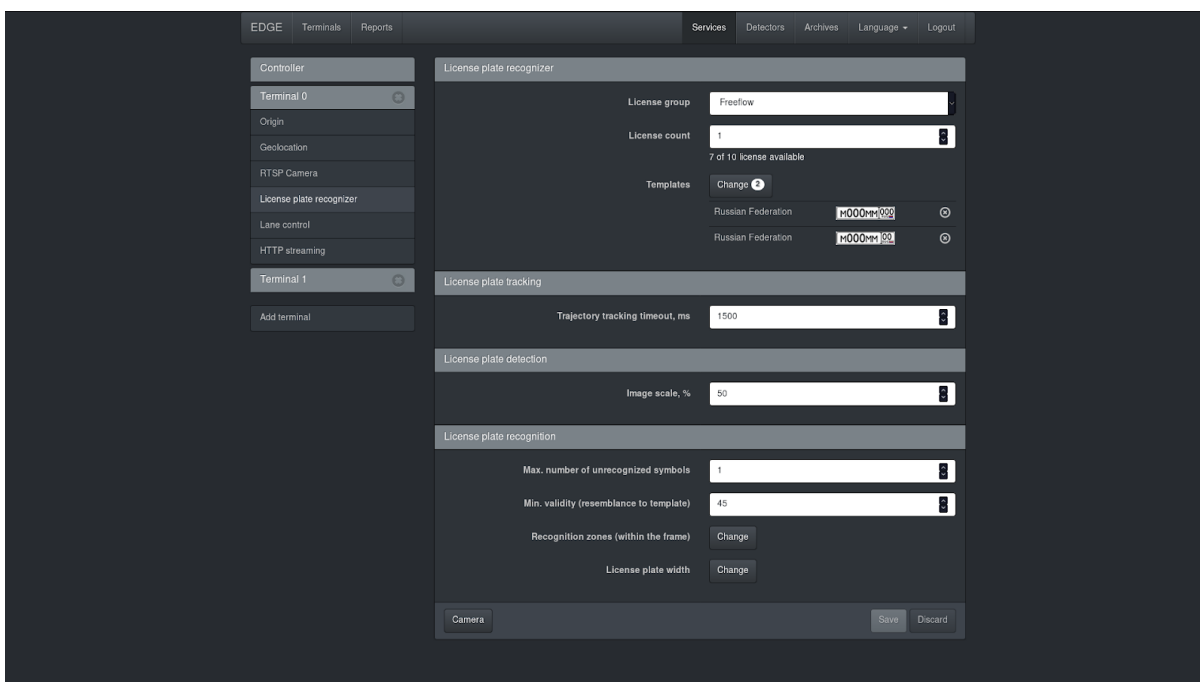 EDGE Terminals Reports Services Detectors Archives Language Logout
Controller
Terminal 0
Origin
Geolocation
RTSP Camera
License plate recognizer
Lane control
HTTP streaming
Terminal 1
Add terminal
License plate recognizer
License group Freeflow
License count 1
7 of 10 license available
Templates Change 2
Russian Federation M000MM 000
Russian Federation M000MM 00
License plate tracking
Trajectory tracking timeout, ms 1500
License plate detection
Image scale, % 50
License plate recognition
Max. number of unrecognized symbols 1
Min. validity (resemblance to template) 45
Recognition zones (within the frame) Change
License plate width Change
Camera Save Discard